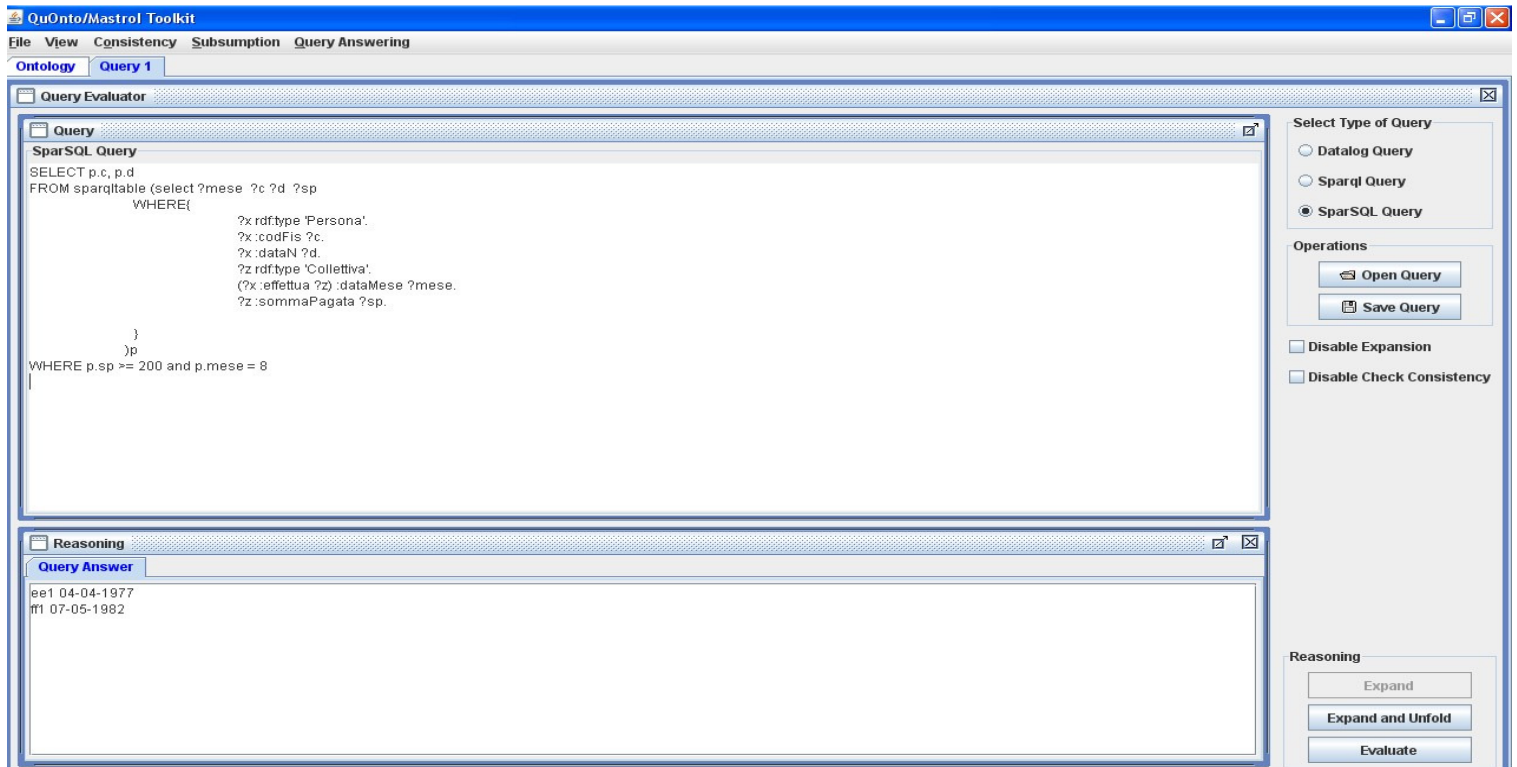 QuOnto/MastroI Toolkit
File View Consistency Subsumption Query Answering
Ontology Query 1
Query Evaluator
Query
SparSQL Query
SELECT p.c, p.d
FROM sparqltable (select ?mese ?c ?d ?sp
WHERE{
?x rdf:type 'Persona'.
?x :codFis ?c.
?x :dataN ?d.
?z rdf:type 'Collettiva'.
(?x :effettua ?z) :dataMese ?mese.
?z :sommaPagata ?sp.
}
)p
WHERE p.sp >= 200 and p.mese = 8
Reasoning
Query Answer
ee1 04-04-1977
ff1 07-05-1982
Select Type of Query
Datalog Query
Sparql Query
SparSQL Query
Operations
Open Query
Save Query
Disable Expansion
Disable Check Consistency
Reasoning
Expand
Expand and Unfold
Evaluate